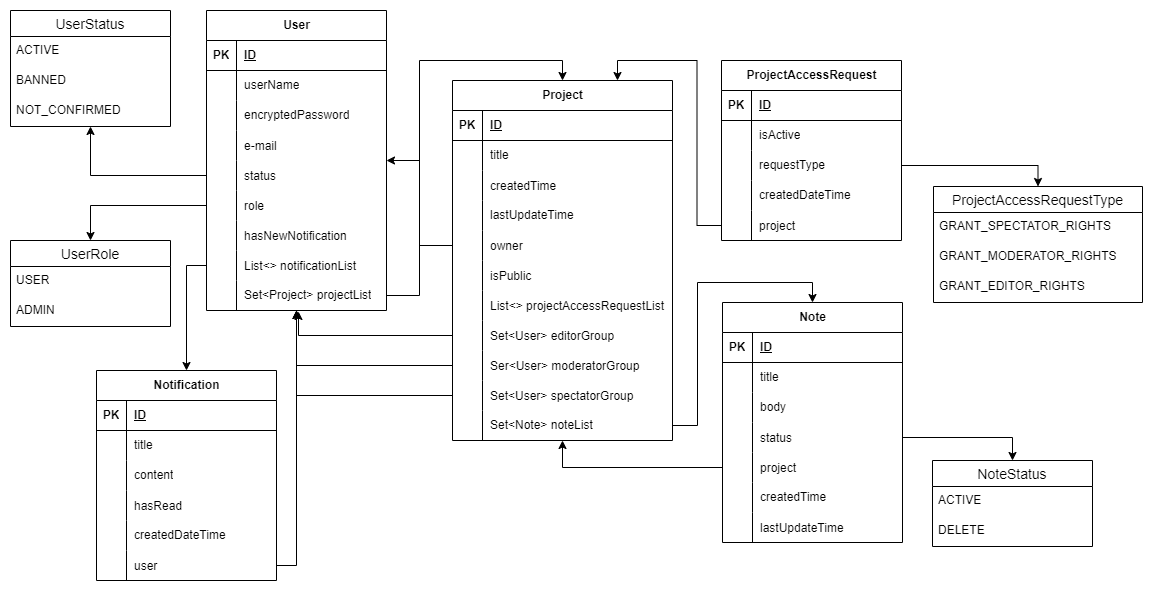 UserStatus
ACTIVE
BANNED
NOT_CONFIRMED
User
PK ID
userName
encryptedPassword
e-mail
status
role
hasNewNotification
List<> notificationList
Set<Project> projectList
UserRole
USER
ADMIN
Notification
PK ID
title
content
hasRead
createdDateTime
user
Project
PK ID
title
createdTime
lastUpdateTime
owner
isPublic
List<> projectAccessRequestList
Set<User> editorGroup
Ser<User> moderatorGroup
Set<User> spectatorGroup
Set<Note> noteList
ProjectAccessRequest
PK ID
isActive
requestType
createdDateTime
project
ProjectAccessRequestType
GRANT_SPECTATOR_RIGHTS
GRANT_MODERATOR_RIGHTS
GRANT_EDITOR_RIGHTS
Note
PK ID
title
body
status
project
createdTime
lastUpdateTime
NoteStatus
ACTIVE
DELETE